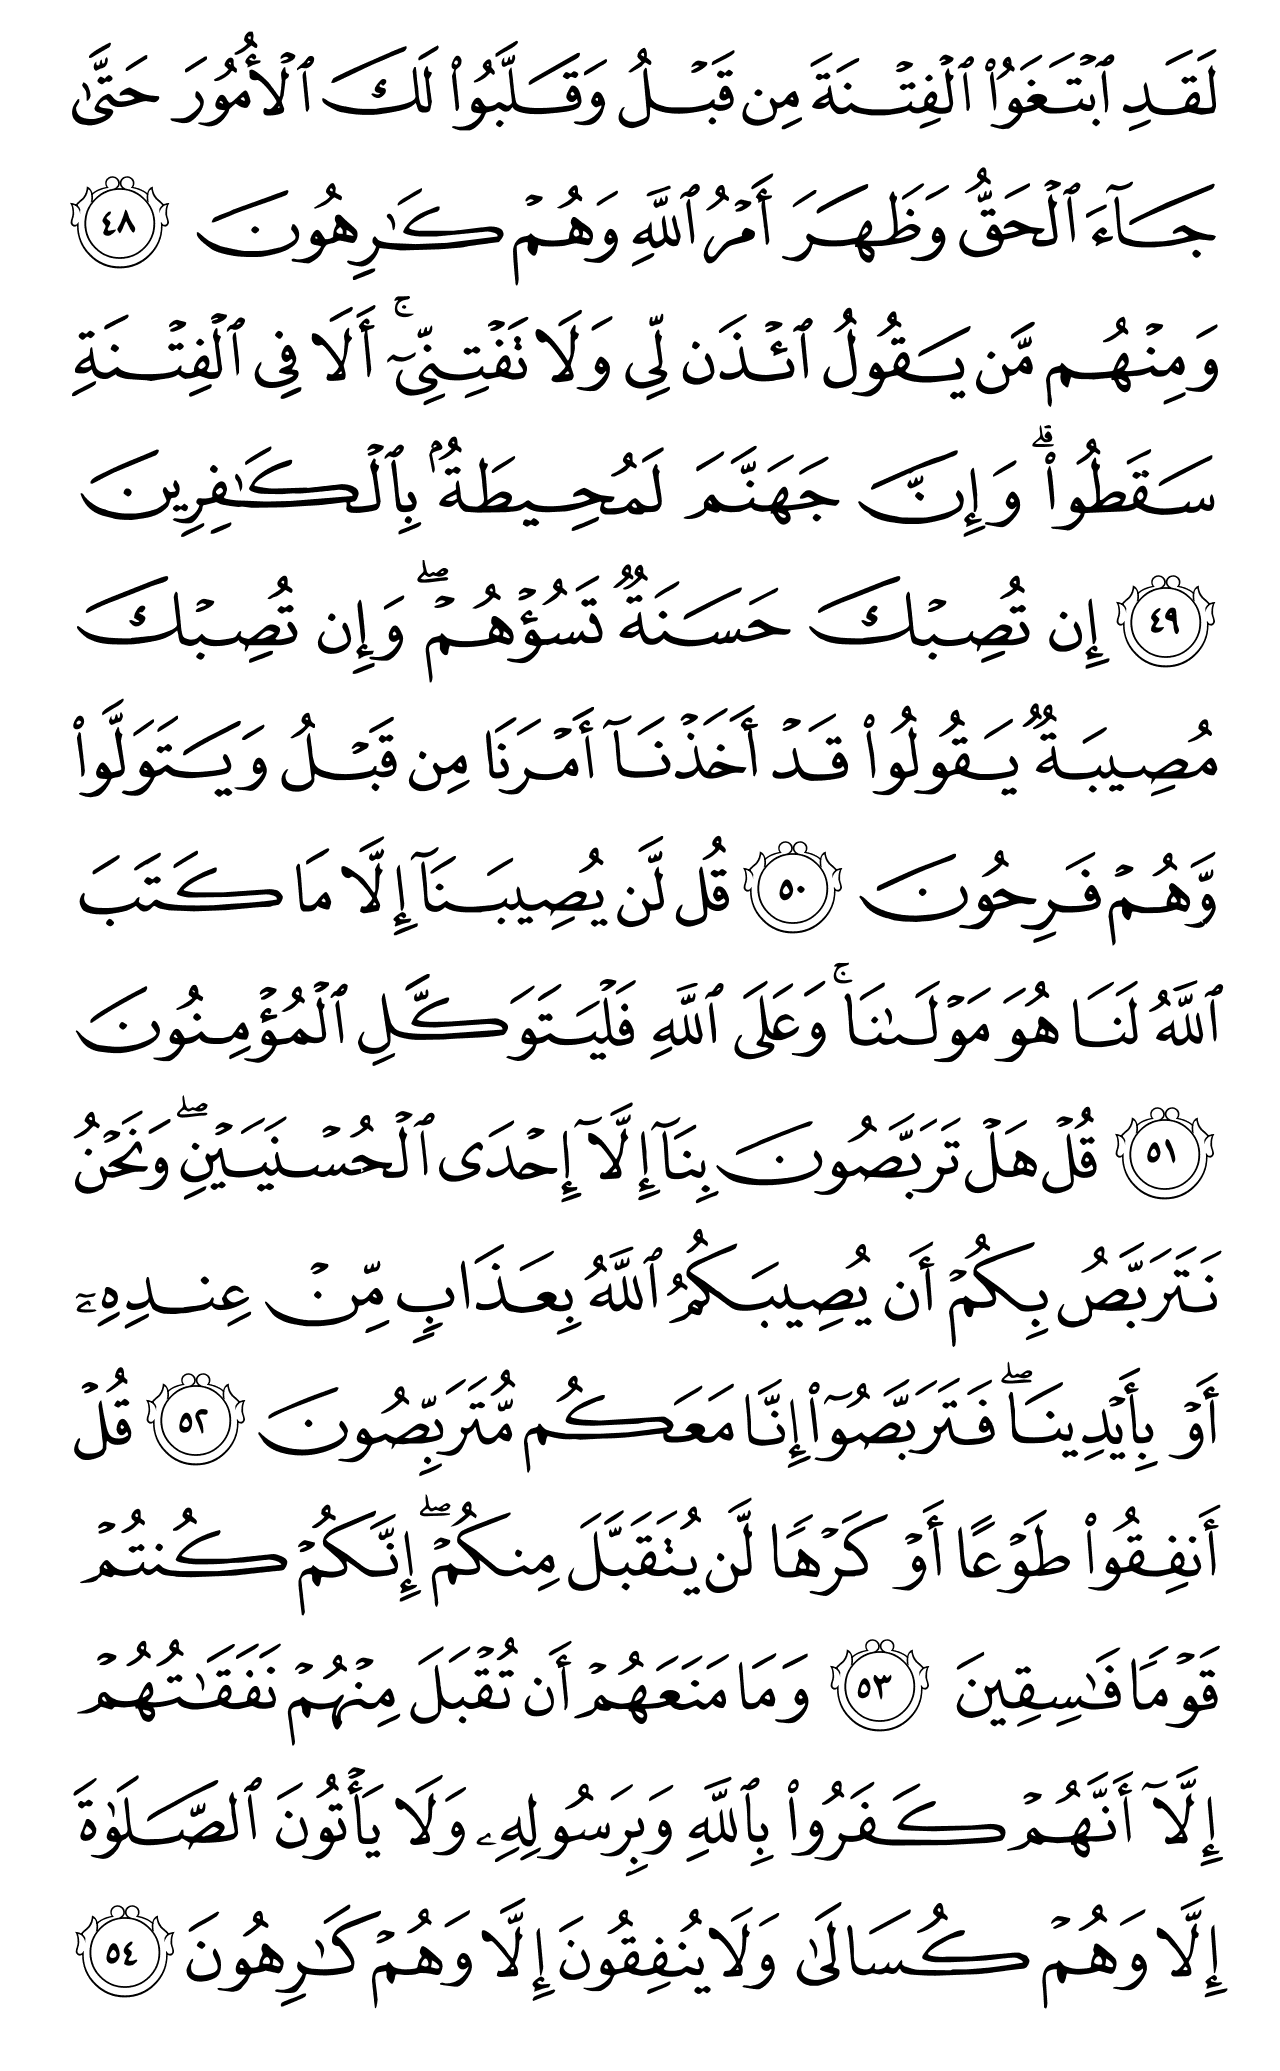 لَقَدِ ٱبۡتَغَوُاْ ٱلۡفِتۡنَةَ مِن قَبۡلُ وَقَلَّبُواْ لَكَ ٱلۡأُمُورَ حَتَّىٰ
جَآءَ ٱلۡحَقُّ وَظَهَرَ أَمۡرُ ٱللَّهِ وَهُمۡ كَٰرِهُونَ ٤٨
وَمِنۡهُم مَّن يَقُولُ ٱئۡذَن لِّي وَلَا تَفۡتِنِّيٓۚ أَلَا فِي ٱلۡفِتۡنَةِ
سَقَطُواْۗ وَإِنَّ جَهَنَّمَ لَمُحِيطَةُۢ بِٱلۡكَٰفِرِينَ
٤٩ إِن تُصِبۡكَ حَسَنَةٞ تَسُؤۡهُمۡۖ وَإِن تُصِبۡكَ
مُصِيبَةٞ يَقُولُواْ قَدۡ أَخَذۡنَآ أَمۡرَنَا مِن قَبۡلُ وَيَتَوَلَّواْ
وَّهُمۡ فَرِحُونَ ٥٠ قُل لَّن يُصِيبَنَآ إِلَّا مَا كَتَبَ
ٱللَّهُ لَنَا هُوَ مَوۡلَىٰنَاۚ وَعَلَى ٱللَّهِ فَلۡيَتَوَكَّلِ ٱلۡمُؤۡمِنُونَ
٥١ قُلۡ هَلۡ تَرَبَّصُونَ بِنَآ إِلَّآ إِحۡدَى ٱلۡحُسۡنَيَيۡنِۖ وَنَحۡنُ
نَتَرَبَّصُ بِكُمۡ أَن يُصِيبَكُمُ ٱللَّهُ بِعَذَابٖ مِّنۡ عِندِهِۦٓ
أَوۡ بِأَيۡدِينَاۖ فَتَرَبَّصُوٓاْ إِنَّا مَعَكُم مُّتَرَبِّصُونَ ٥٢ قُلۡ
أَنفِقُواْ طَوۡعًا أَوۡ كَرۡهٗا لَّن يُتَقَبَّلَ مِنكُمۡۖ إِنَّكُمۡ كُنتُمۡ
قَوۡمٗا فَٰسِقِينَ ٥٣ وَمَا مَنَعَهُمۡ أَن تُقۡبَلَ مِنۡهُمۡ نَفَقَٰتُهُمۡ
إِلَّآ أَنَّهُمۡ كَفَرُواْ بِٱللَّهِ وَبِرَسُولِهِۦ وَلَا يَأۡتُونَ ٱلصَّلَوٰةَ
إِلَّا وَهُمۡ كُسَالَىٰ وَلَا يُنفِقُونَ إِلَّا وَهُمۡ كَٰرِهُونَ ٥٤